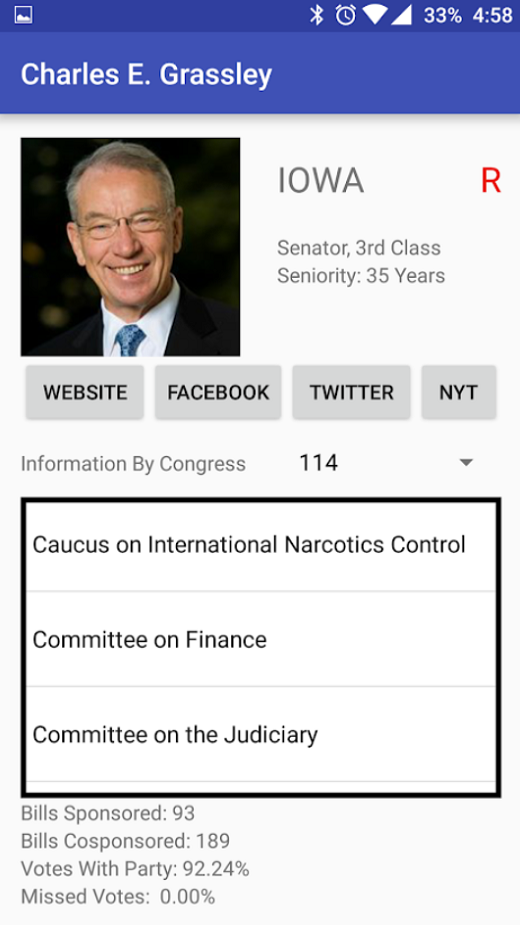 33% 4:58
Charles E. Grassley
IOWA R
Senator, 3rd Class
Seniority: 35 Years
WEBSITE FACEBOOK TWITTER NYT
Information By Congress 114
Caucus on International Narcotics Control
Committee on Finance
Committee on the Judiciary
Bills Sponsored: 93
Bills Cosponsored: 189
Votes With Party: 92.24%
Missed Votes: 0.00%